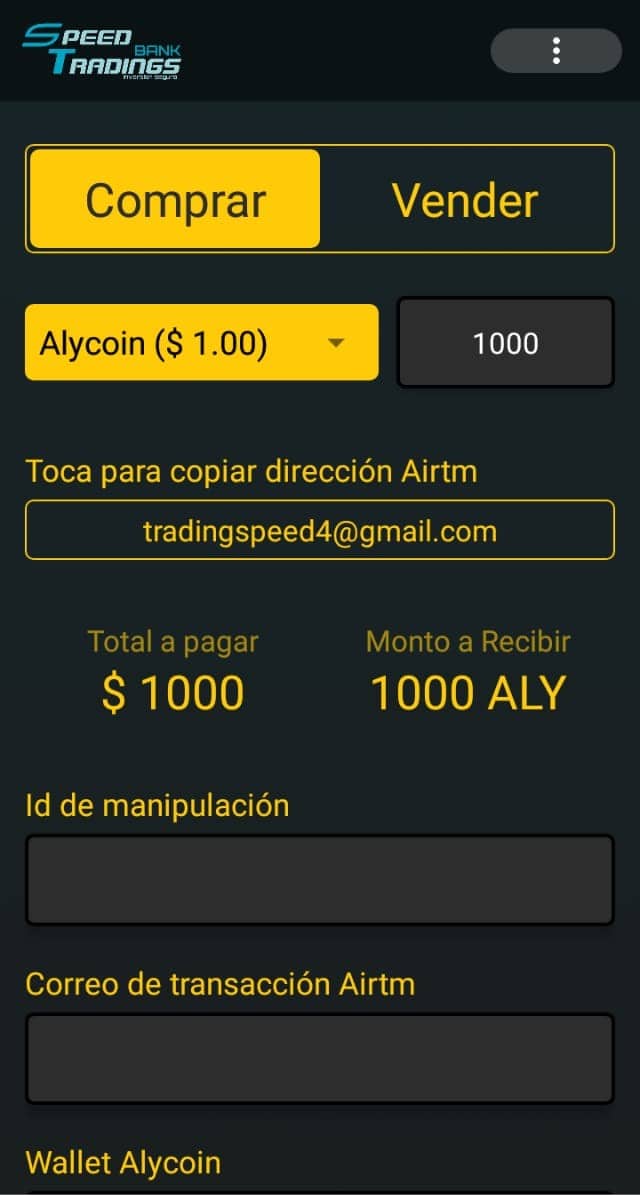 SPEED
BANK
TRADINGS
inversión segura
Comprar
Vender
Alycoin ($ 1.00)
1000
Toca para copiar dirección Airtm
tradingspeed4@gmail.com
Total a pagar
Monto a Recibir
$ 1000
1000 ALY
Id de manipulación
Correo de transacción Airtm
Wallet Alycoin